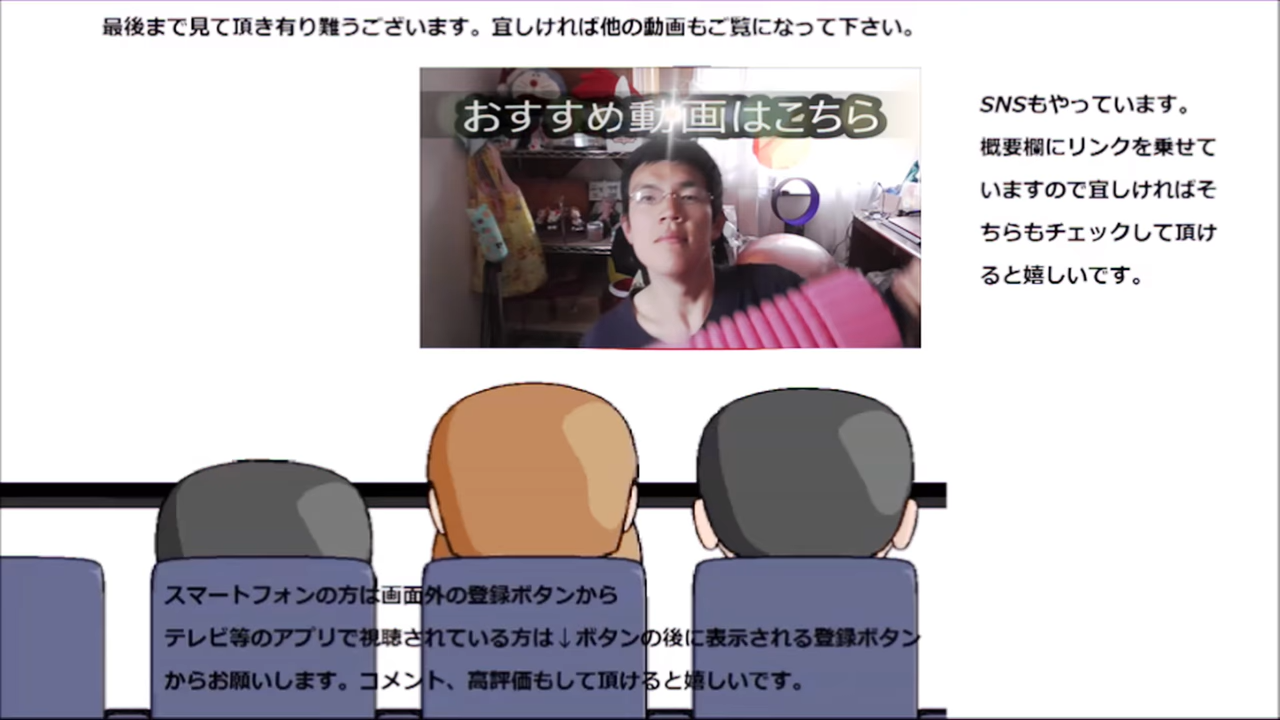 最後まで見て頂き有り難うございます。宜しければ他の動画もご覧になって下さい。
おすすめ動画はこちら
SNSもやっています。
概要欄にリンクを乗せて
いますので宜しければそ
ちらもチェックして頂け
ると嬉しいです。
スマートフォンの方は画面外の登録ボタンから
テレビ等のアプリで視聴されている方は↓ボタンの後に表示される登録ボタン
からお願いします。コメント、高評価もして頂けると嬉しいです。